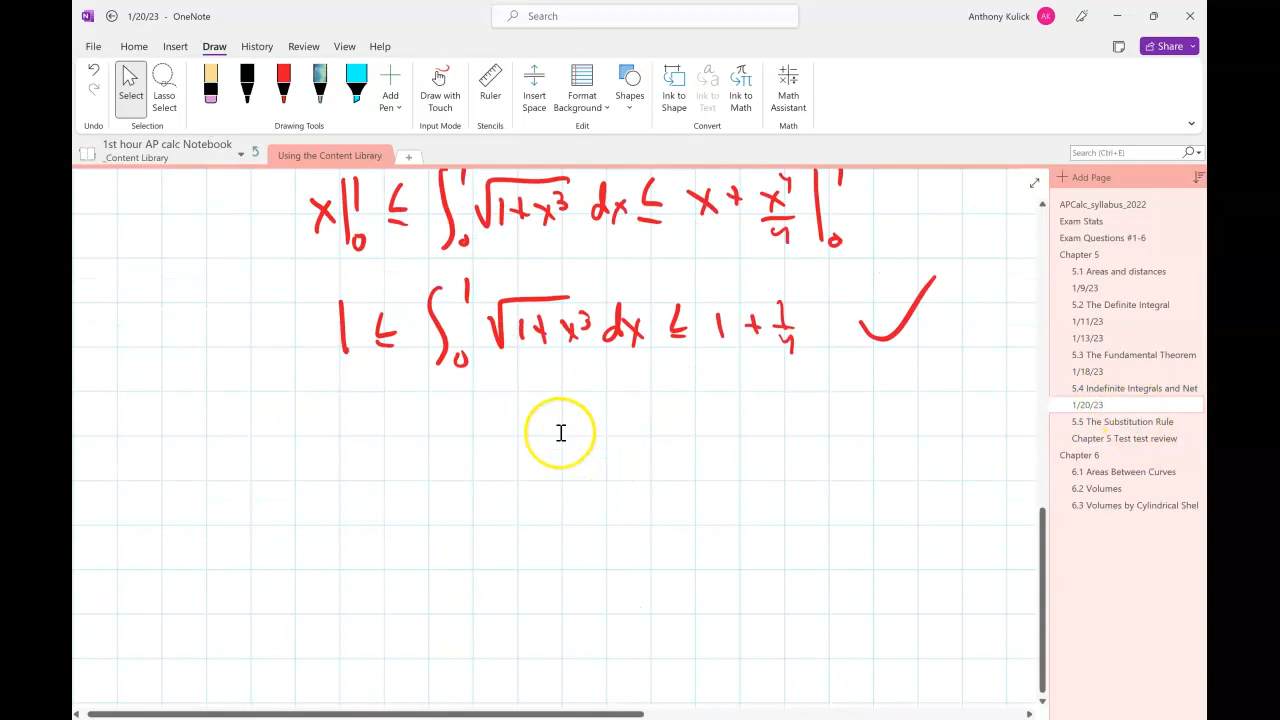 1/20/23 - OneNote
Search
Anthony Kulick
AK
File Home Insert Draw History Review View Help
Share
Undo
Select
Lasso Select
Add Pen
Draw with Touch
Ruler
Insert Space
Format Background
Shapes
Ink to Shape
Ink to Text
Ink to Math
Math Assistant
Undo Selection Drawing Tools Input Mode Stencils Edit Convert Math
1st hour AP calc Notebook
_Content Library
Using the Content Library
+
Search (Ctrl+E)
Add Page
APCalc_syllabus_2022
Exam Stats
Exam Questions #1-6
Chapter 5
5.1 Areas and distances
1/9/23
5.2 The Definite Integral
1/11/23
1/13/23
5.3 The Fundamental Theorem
1/18/23
5.4 Indefinite Integrals and Net
1/20/23
5.5 The Substitution Rule
Chapter 5 Test test review
Chapter 6
6.1 Areas Between Curves
6.2 Volumes
6.3 Volumes by Cylindrical Shel
x|₀¹ ≤ ∫₀¹ √(1+x³) dx ≤ x + x⁴/4 |₀¹
1 ≤ ∫₀¹ √(1+x³) dx ≤ 1 + 1/4 ✓